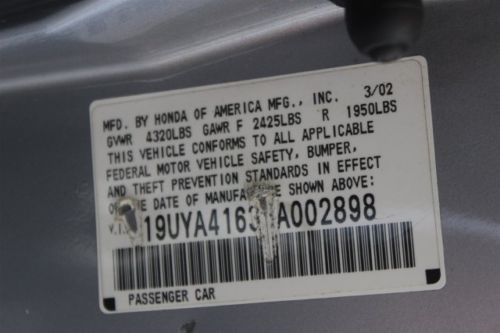 MFD. BY HONDA OF AMERICA MFG., INC. 3/02
GVWR 4320LBS GAWR F 2425LBS R 1950LBS
THIS VEHICLE CONFORMS TO ALL APPLICABLE
FEDERAL MOTOR VEHICLE SAFETY, BUMPER,
AND THEFT PREVENTION STANDARDS IN EFFECT
THE DATE OF MANUFA SHOWN ABOVE:
19UYA4163 A002898
PASSENGER CAR